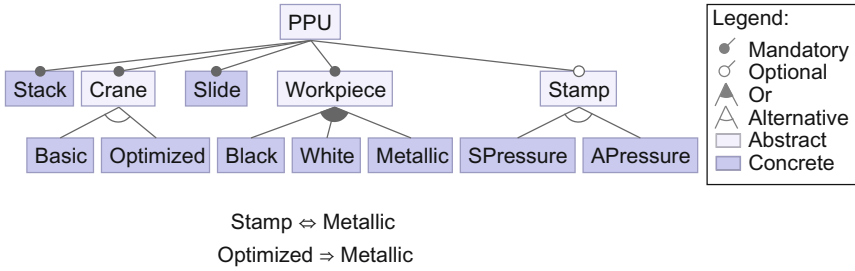 PPU
Legend:
Mandatory
Optional
Or
Alternative
Abstract
Concrete
Stack
Crane
Slide
Workpiece
Stamp
Basic
Optimized
Black
White
Metallic
SPressure
APressure
Stamp ⇔ Metallic
Optimized ⇒ Metallic